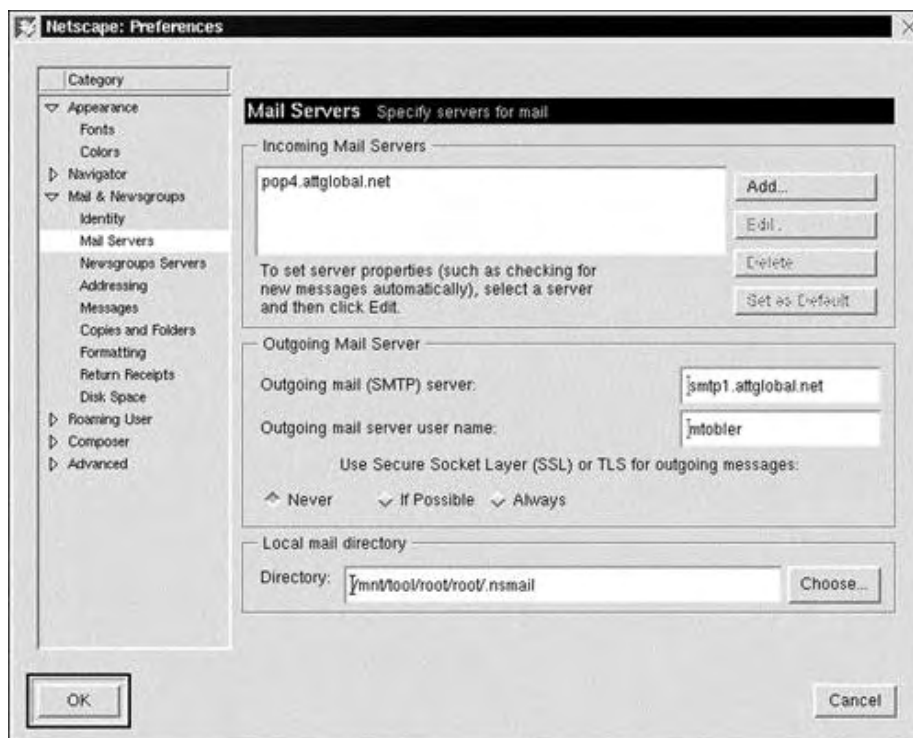 Netscape: Preferences
Category
Appearance
Fonts
Colors
Navigator
Mail & Newsgroups
Identity
Mail Servers
Newsgroups Servers
Addressing
Messages
Copies and Folders
Formatting
Return Receipts
Disk Space
Roaming User
Composer
Advanced
Mail Servers Specify servers for mail
Incoming Mail Servers
pop4.attglobal.net
Add...
Edit...
Delete
Set as Default
To set server properties (such as checking for
new messages automatically), select a server
and then click Edit.
Outgoing Mail Server
Outgoing mail (SMTP) server: smtp1.attglobal.net
Outgoing mail server user name: mtobler
Use Secure Socket Layer (SSL) or TLS for outgoing messages:
Never If Possible Always
Local mail directory
Directory: /mnt/tool/root/root/.nsmail Choose...
OK Cancel